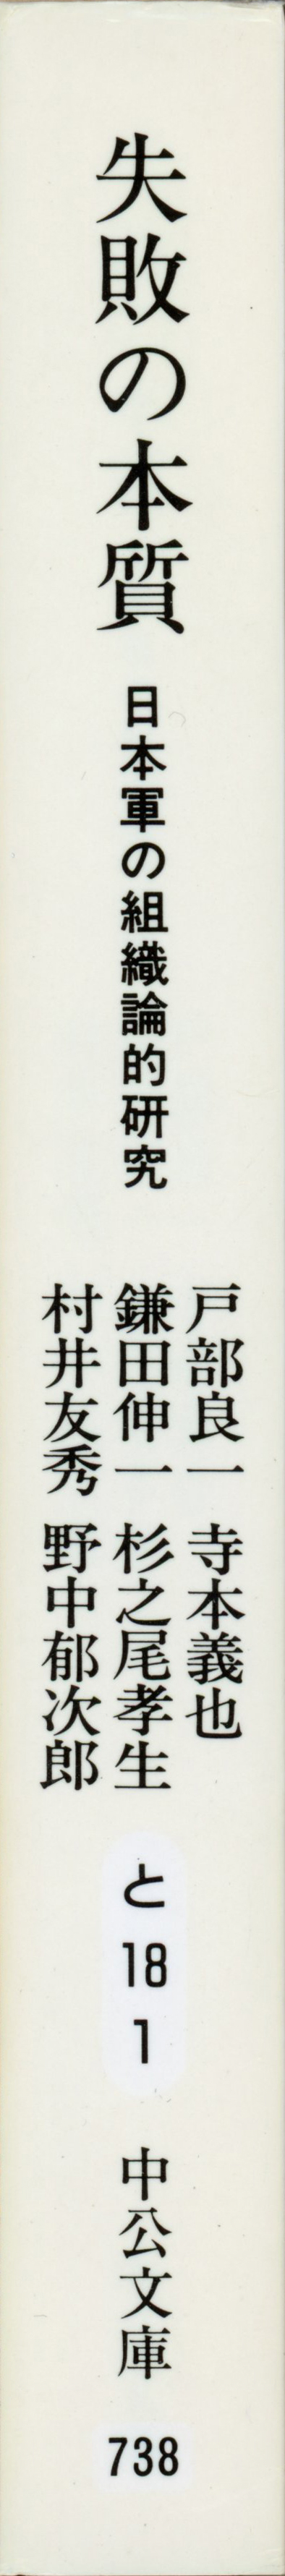 失敗の本質
日本軍の組織論的研究
戸部良一 寺本義也
鎌田伸一 杉之尾孝生
村井友秀 野中郁次郎
と
18
1
中公文庫
738